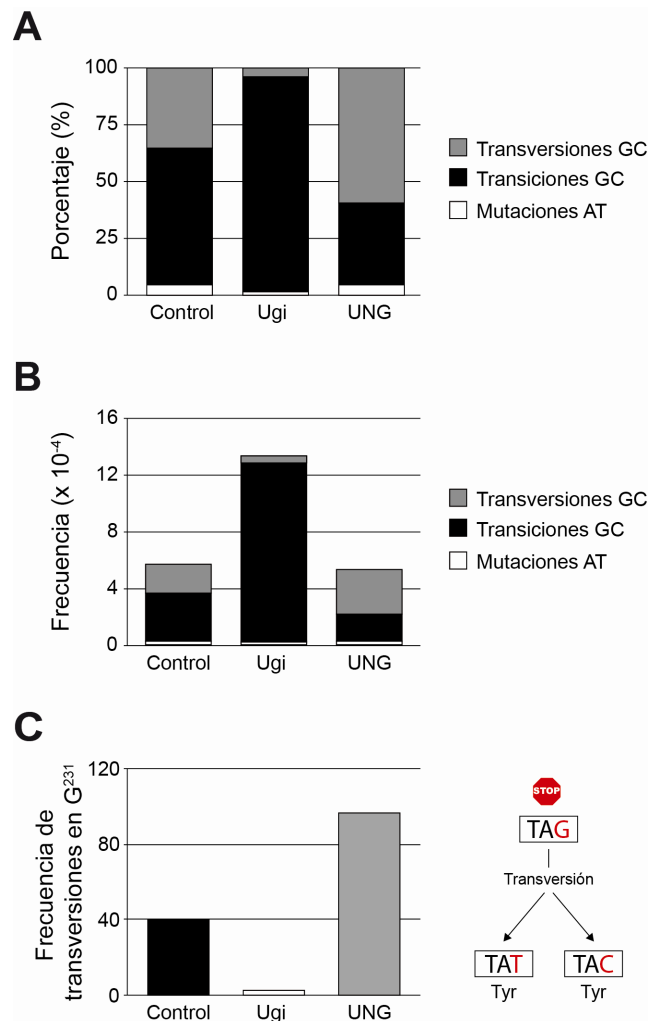 A
Porcentaje (%)
100
75
50
25
0
Control
Ugi
UNG
Transversiones GC
Transiciones GC
Mutaciones AT
B
Frecuencia (x 10⁻⁴)
16
12
8
4
0
Control
Ugi
UNG
Transversiones GC
Transiciones GC
Mutaciones AT
C
Frecuencia de
transversiones en G²³¹
120
80
40
0
Control
Ugi
UNG
STOP
TAG
Transversión
TAT
TAC
Tyr
Tyr